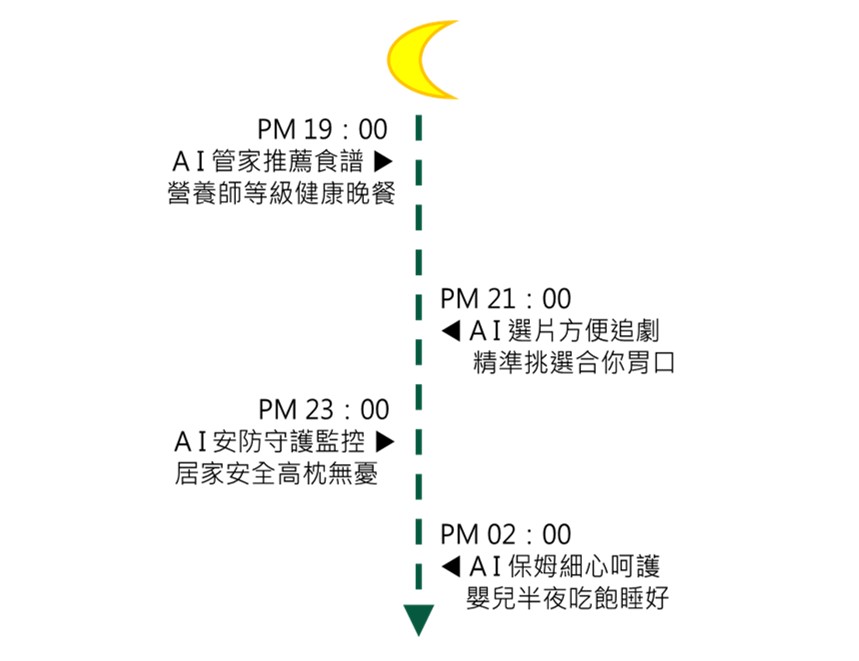 PM 19：00
AI管家推薦食譜 ▶
營養師等級健康晚餐
PM 21：00
◀ AI選片方便追劇
精準挑選合你胃口
PM 23：00
AI安防守護監控 ▶
居家安全高枕無憂
PM 02：00
◀ AI保姆細心呵護
嬰兒半夜吃飽睡好